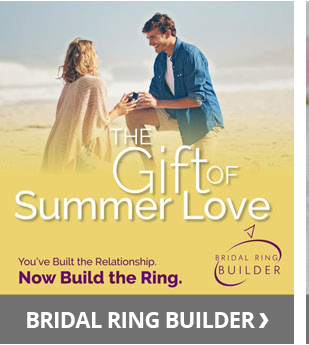 THE
Gift OF
Summer Love
You've Built the Relationship.
Now Build the Ring.
BRIDAL RING
BUILDER
BRIDAL RING BUILDER ❯